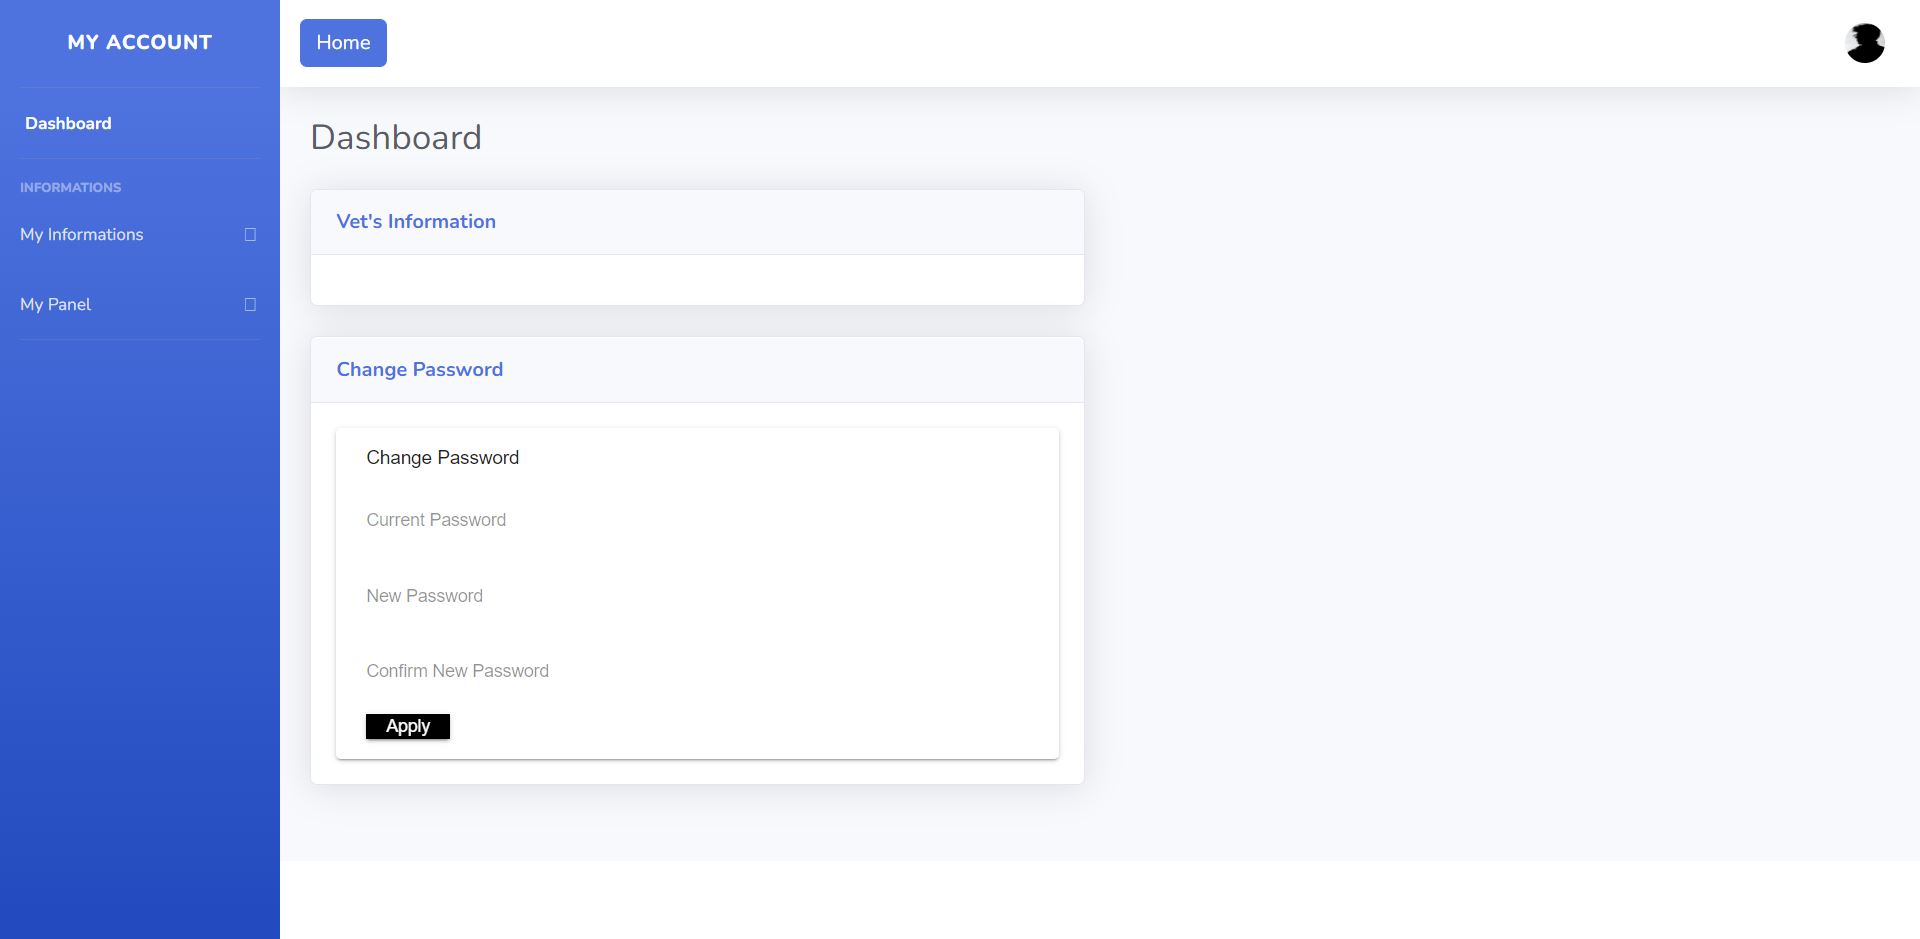 MY ACCOUNT
Home
Dashboard
INFORMATIONS
My Informations
My Panel
Dashboard
Vet's Information
Change Password
Change Password
Current Password
New Password
Confirm New Password
Apply